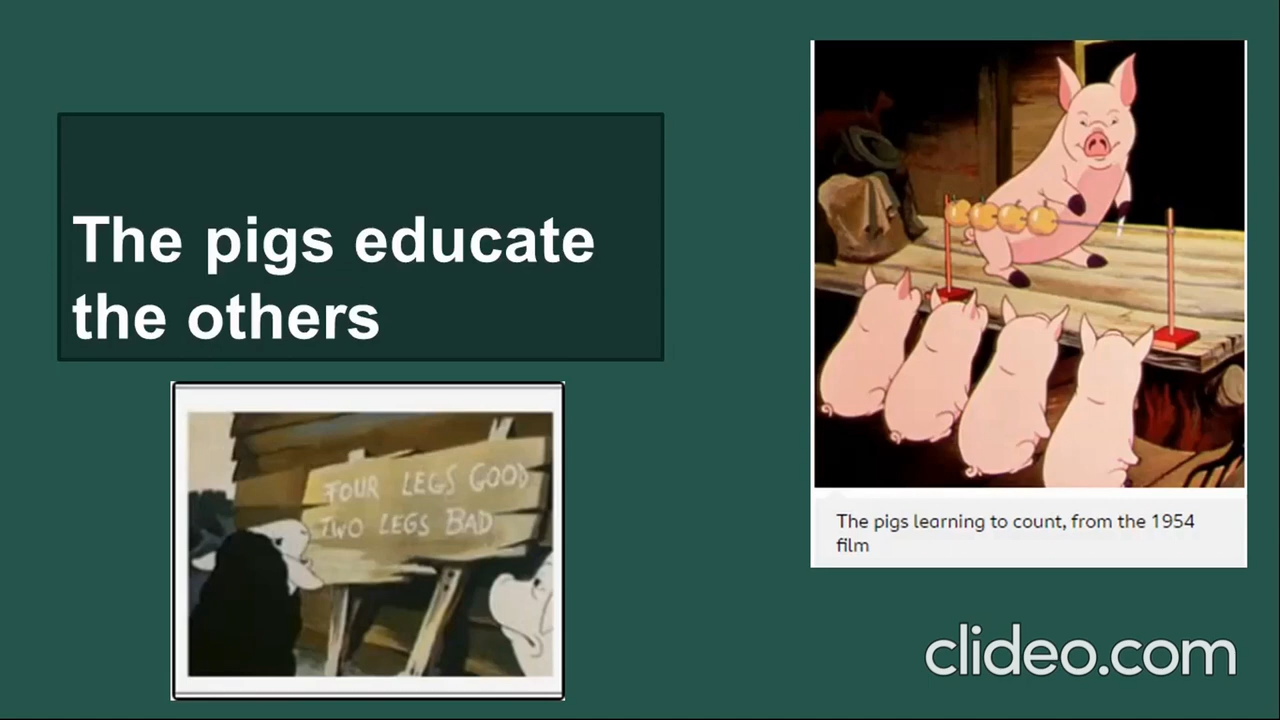 The pigs educate
the others
FOUR LEGS GOOD
TWO LEGS BAD
The pigs learning to count, from the 1954
film
clideo.com